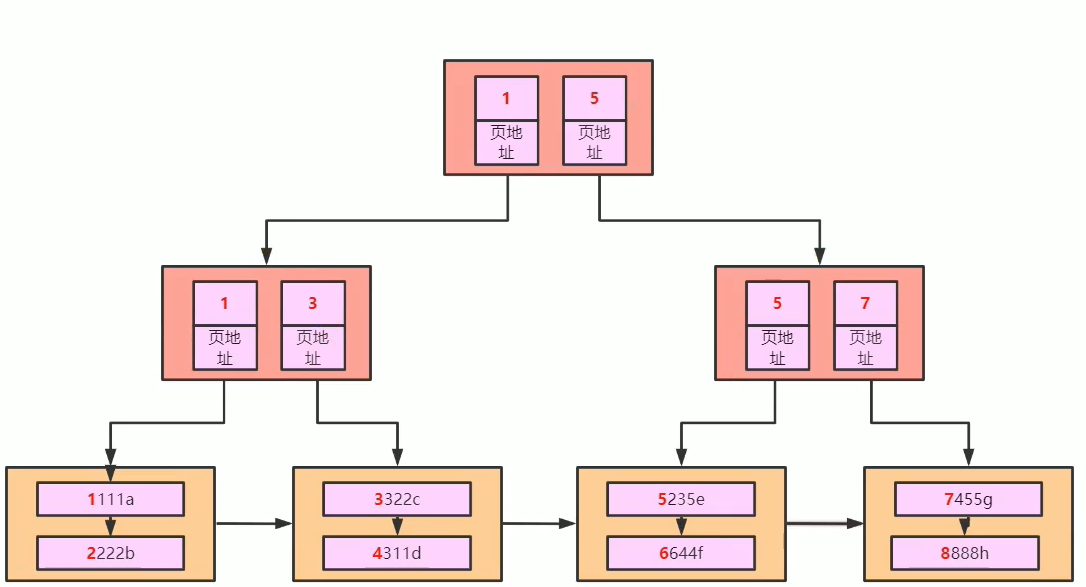 1 5
页地 页地
址 址
1 3
页地 页地
址 址
5 7
页地 页地
址 址
1111a
2222b
3322c
4311d
5235e
6644f
7455g
8888h